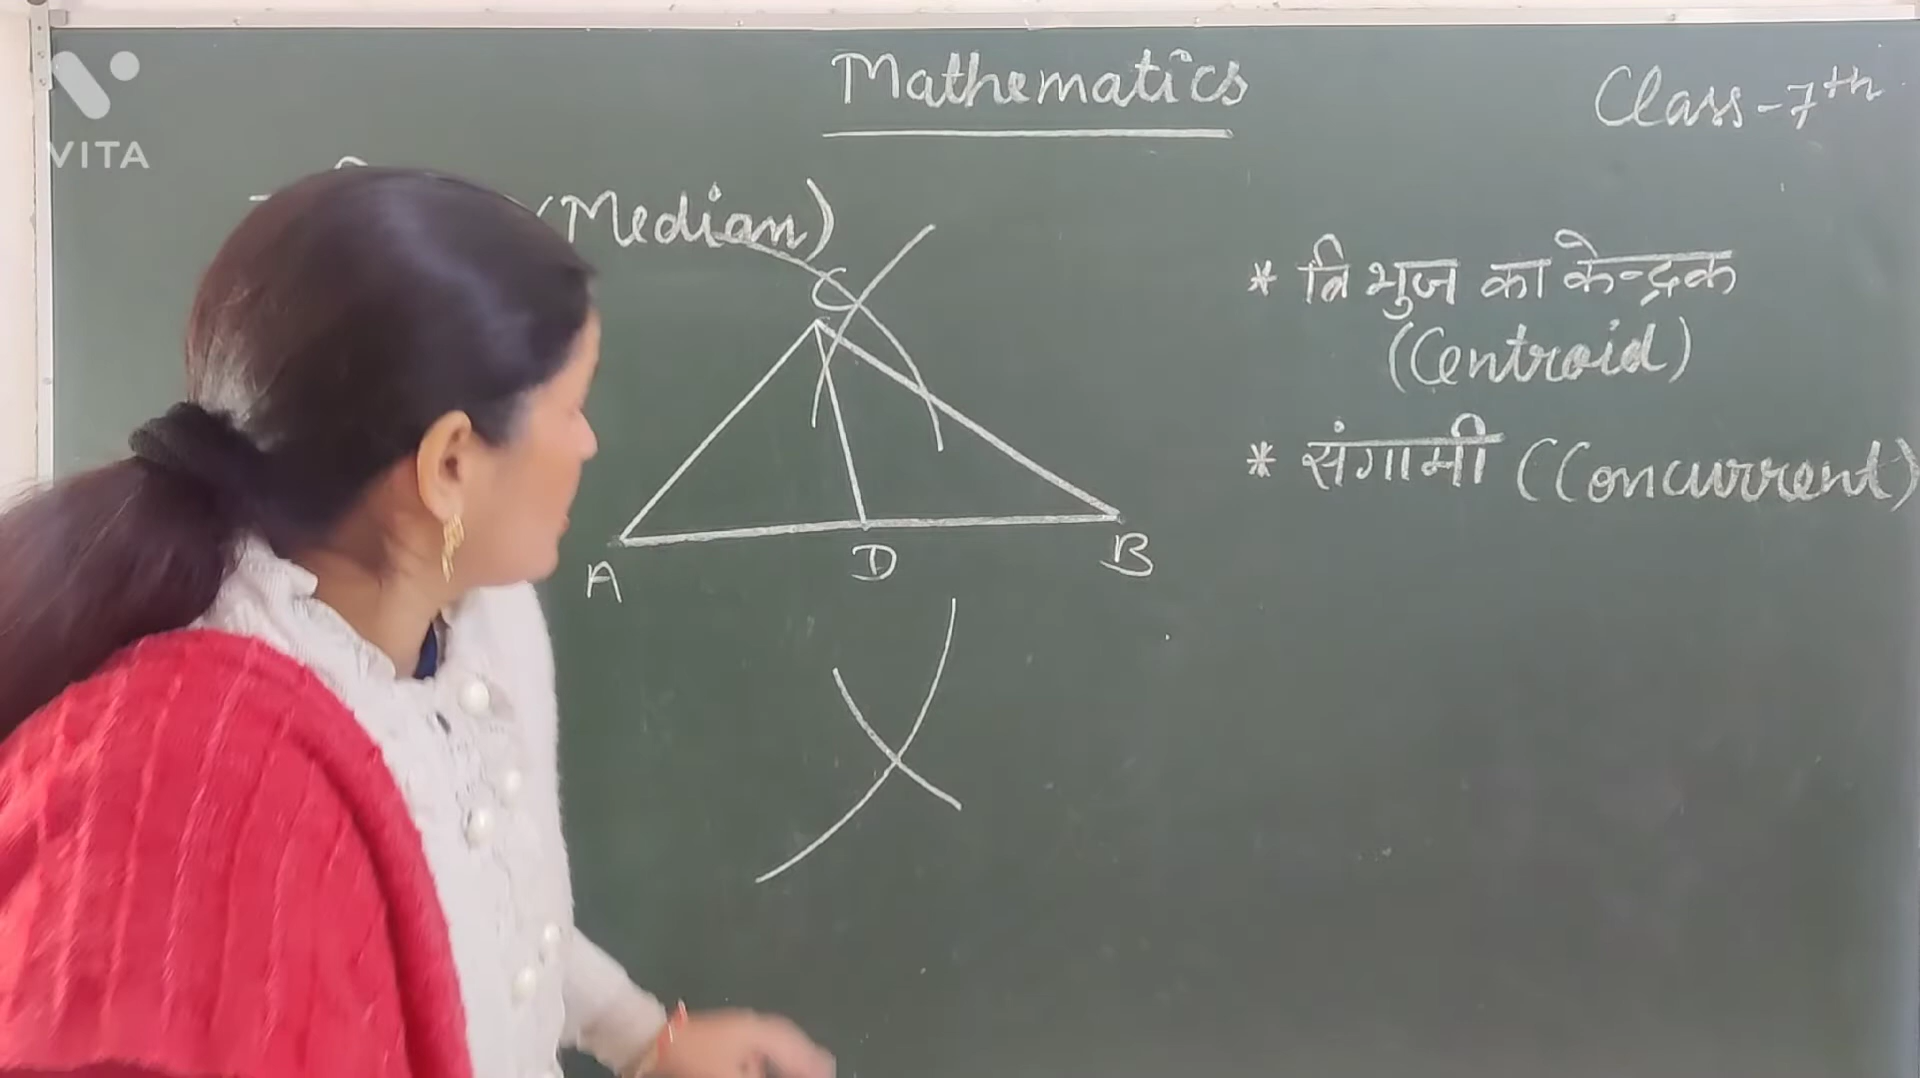 Mathematics
Class-7th
VITA
(Median)
C
A
D
B
* त्रिभुज का केन्द्रक
(Centroid)
* संगामी (Concurrent)